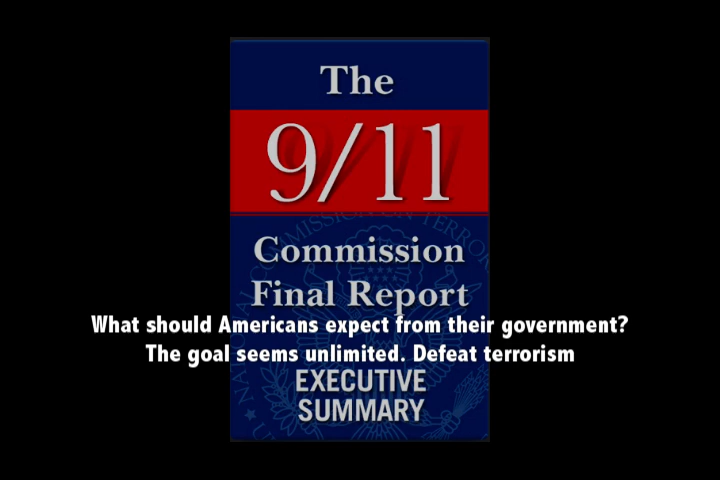 The
9/11
Commission
Final Report
What should Americans expect from their government?
The goal seems unlimited. Defeat terrorism
EXECUTIVE
SUMMARY